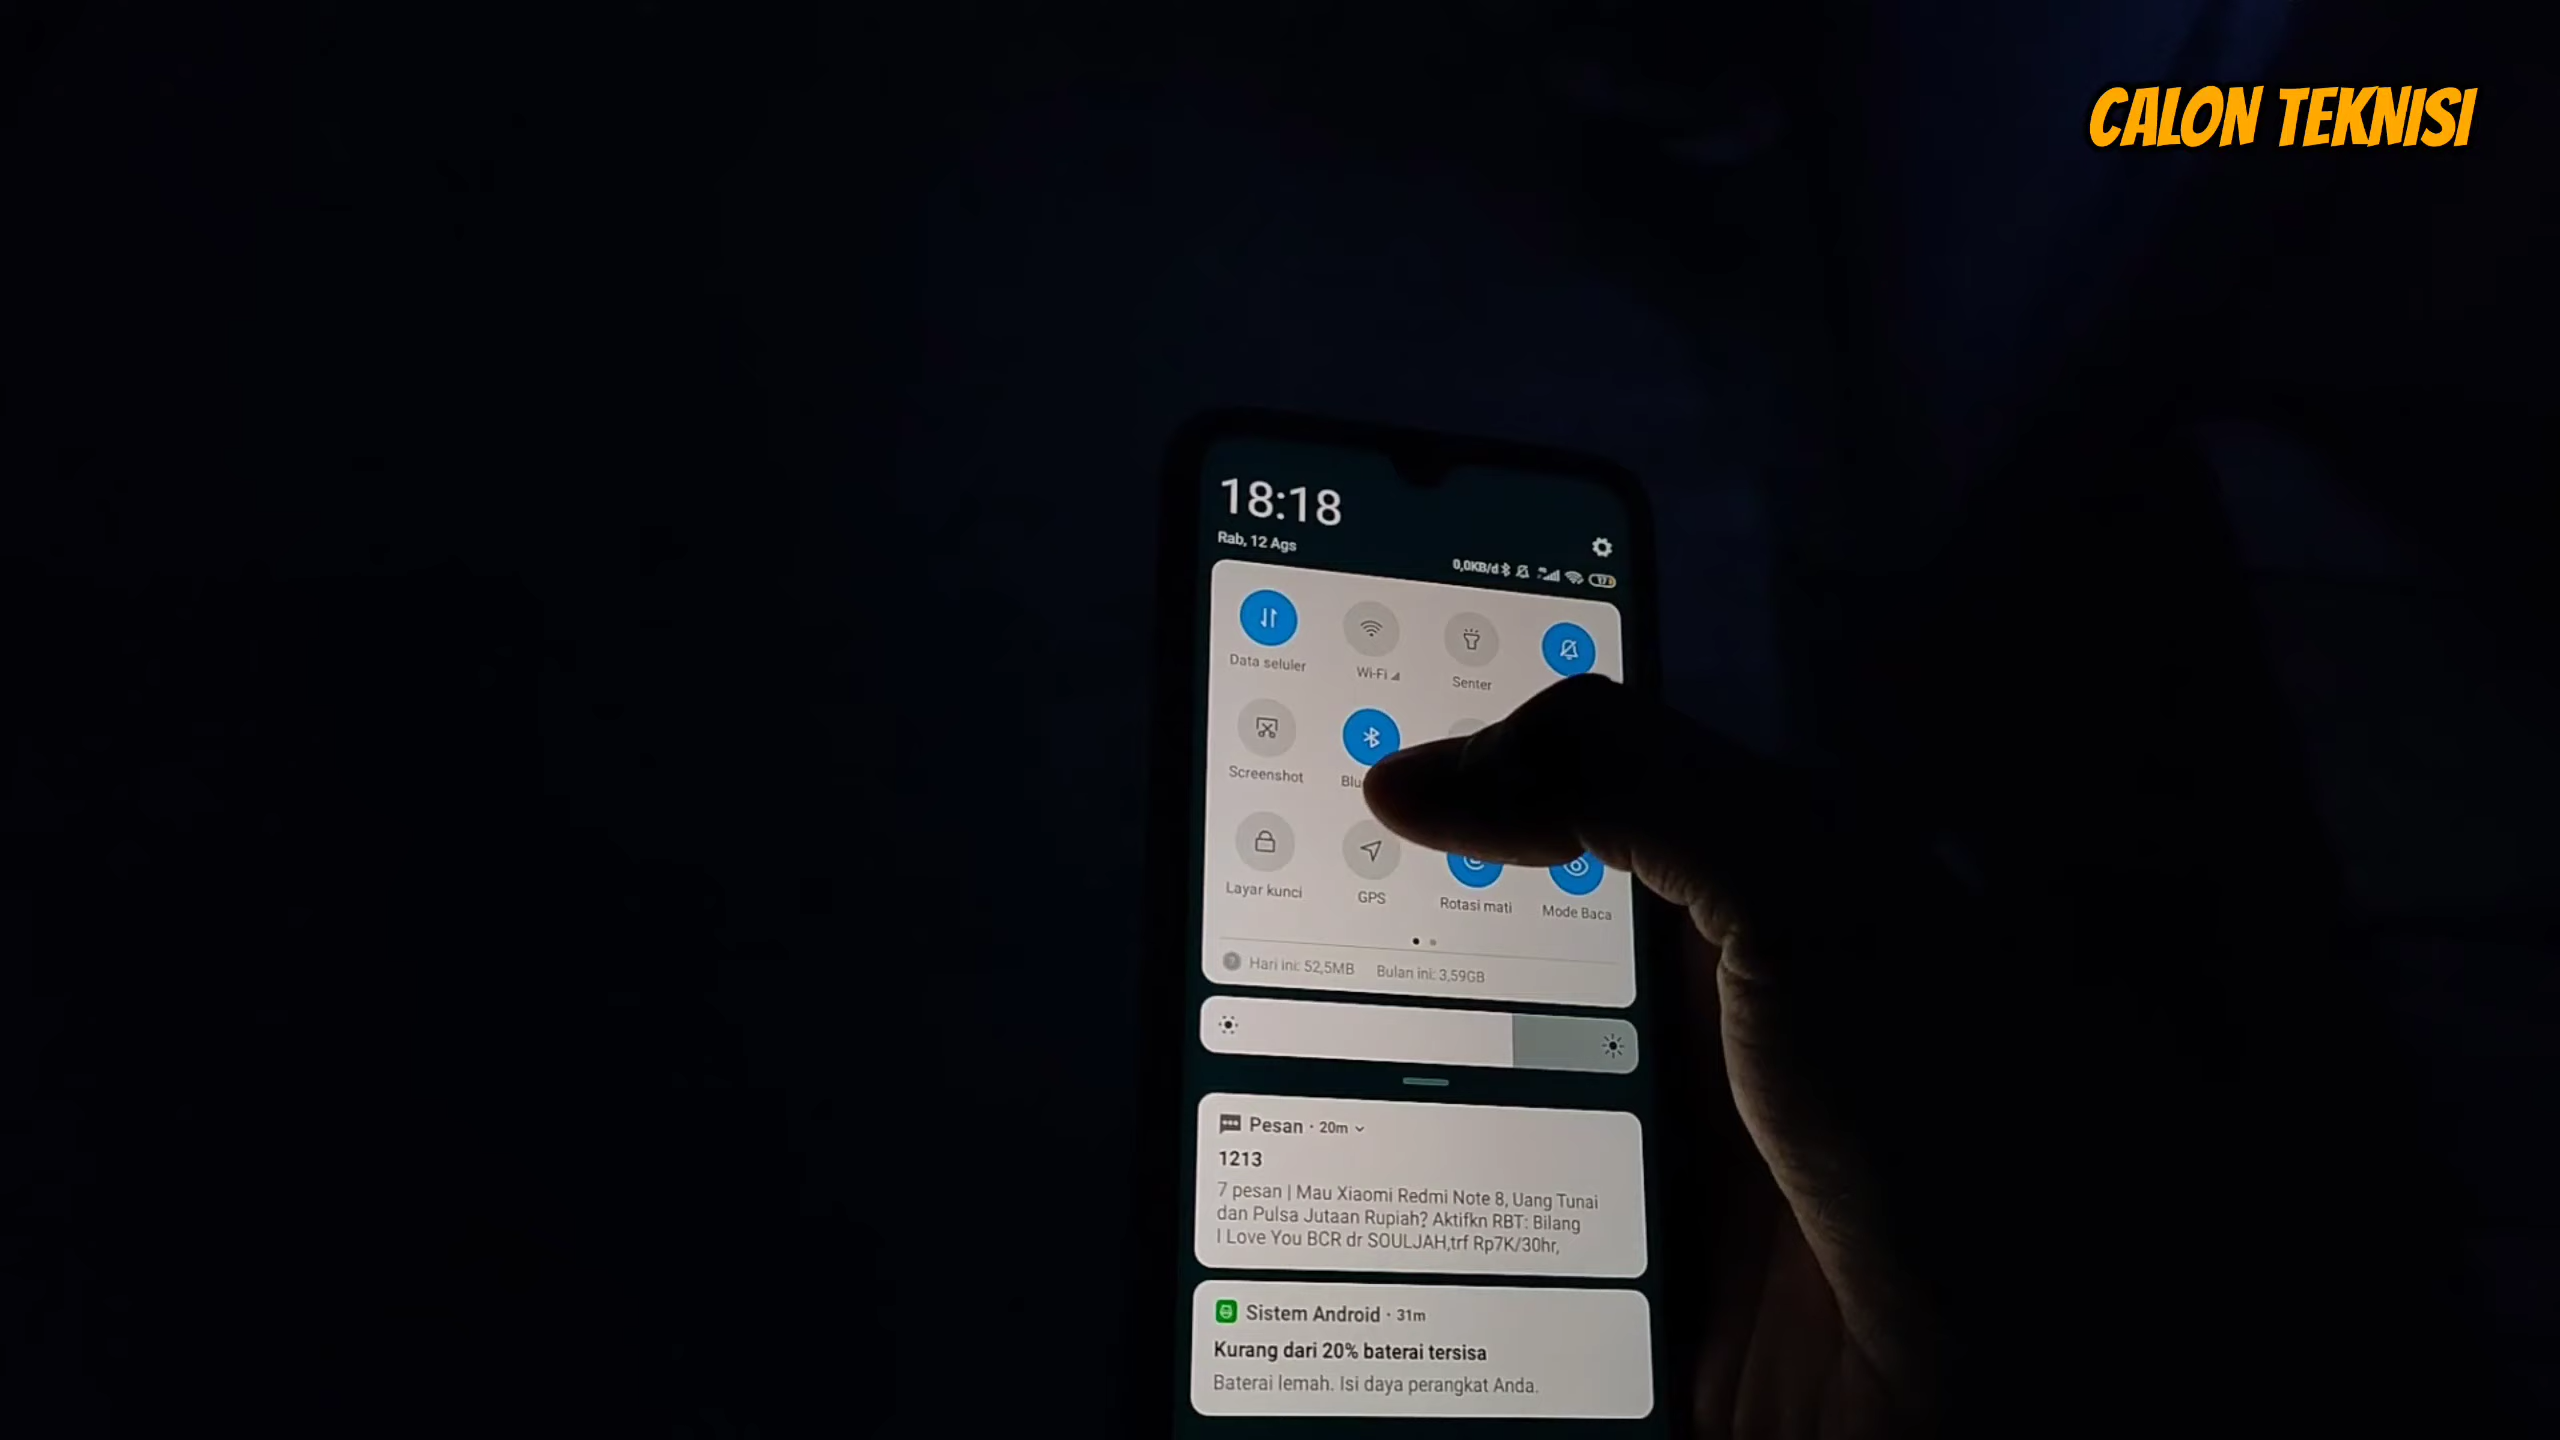 CALON TEKNISI
18:18
Rab, 12 Ags
0,0KB/d
Data seluler
Wi-Fi
Senter
Screenshot
Layar kunci
GPS
Rotasi mati
Mode Baca
Hari ini: 52,5MB Bulan ini: 3,59GB
Pesan · 20m
1213
7 pesan | Mau Xiaomi Redmi Note 8, Uang Tunai
dan Pulsa Jutaan Rupiah? Aktifkn RBT: Bilang
I Love You BCR dr SOULJAH,trf Rp7K/30hr,
Sistem Android · 31m
Kurang dari 20% baterai tersisa
Baterai lemah. Isi daya perangkat Anda.